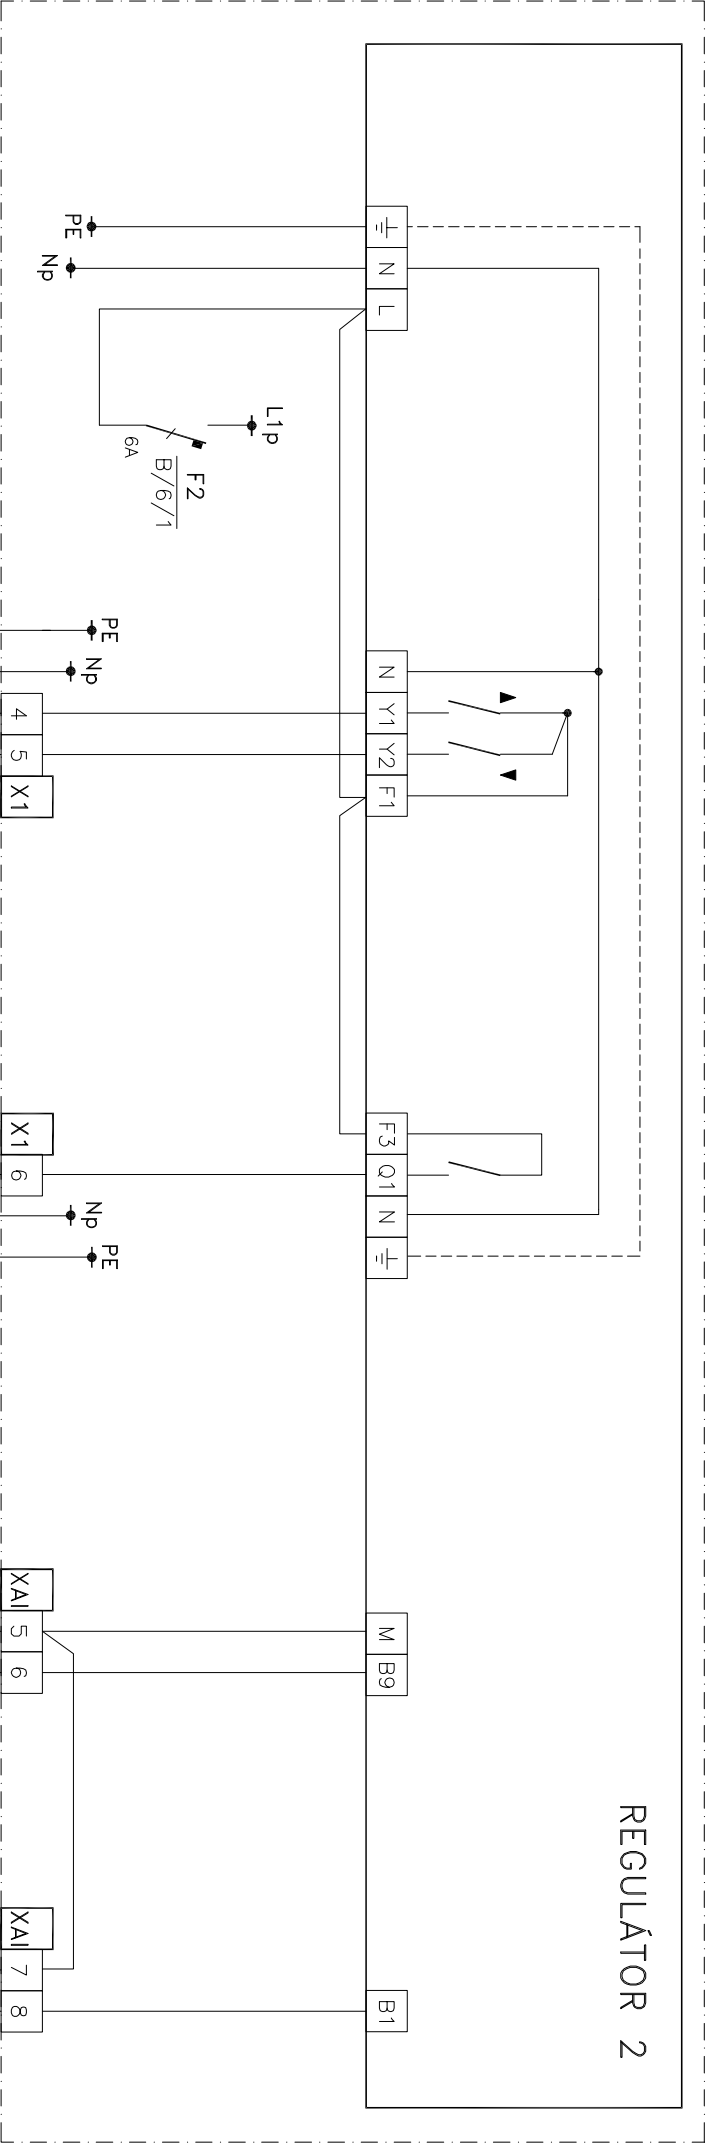 REGULÁTOR 2
N L N Y1 Y2 F1 F3 Q1 N M B9 B1
L1p
F2
B/6/1
6A
PE PE PE
Np Np Np
4 5 X1 X1 6 XAI 5 6 XAI 7 8